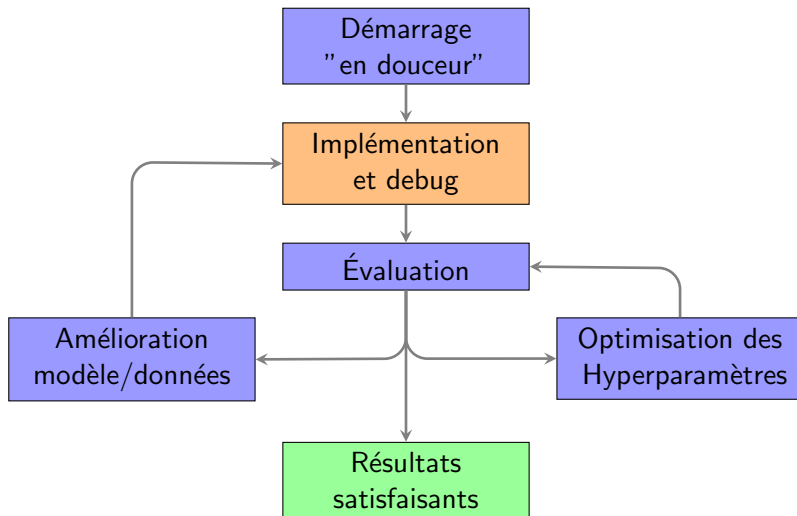 Démarrage
"en douceur"
Implémentation
et debug
Évaluation
Amélioration
modèle/données
Optimisation des
Hyperparamètres
Résultats
satisfaisants